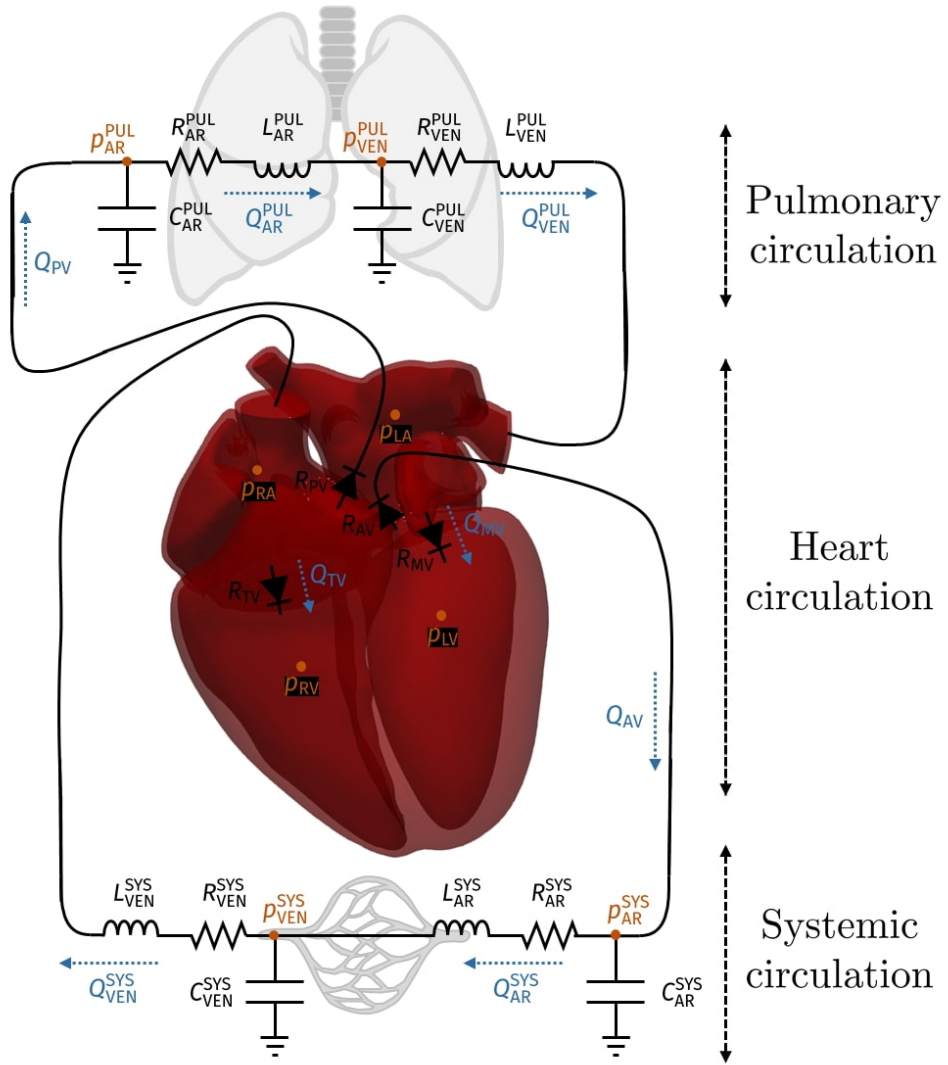 R_AR^PUL
L_AR^PUL
R_VEN^PUL
L_VEN^PUL
p_AR^PUL
p_VEN^PUL
C_AR^PUL
Q_AR^PUL
C_VEN^PUL
Q_VEN^PUL
Q_PV
Pulmonary
circulation
p_LA
p_RA
R_PV
R_AV
Q_MV
R_MV
Q_TV
R_TV
p_LV
p_RV
Heart
circulation
Q_AV
L_VEN^SYS
R_VEN^SYS
p_VEN^SYS
L_AR^SYS
R_AR^SYS
p_AR^SYS
Q_VEN^SYS
C_VEN^SYS
Q_AR^SYS
C_AR^SYS
Systemic
circulation